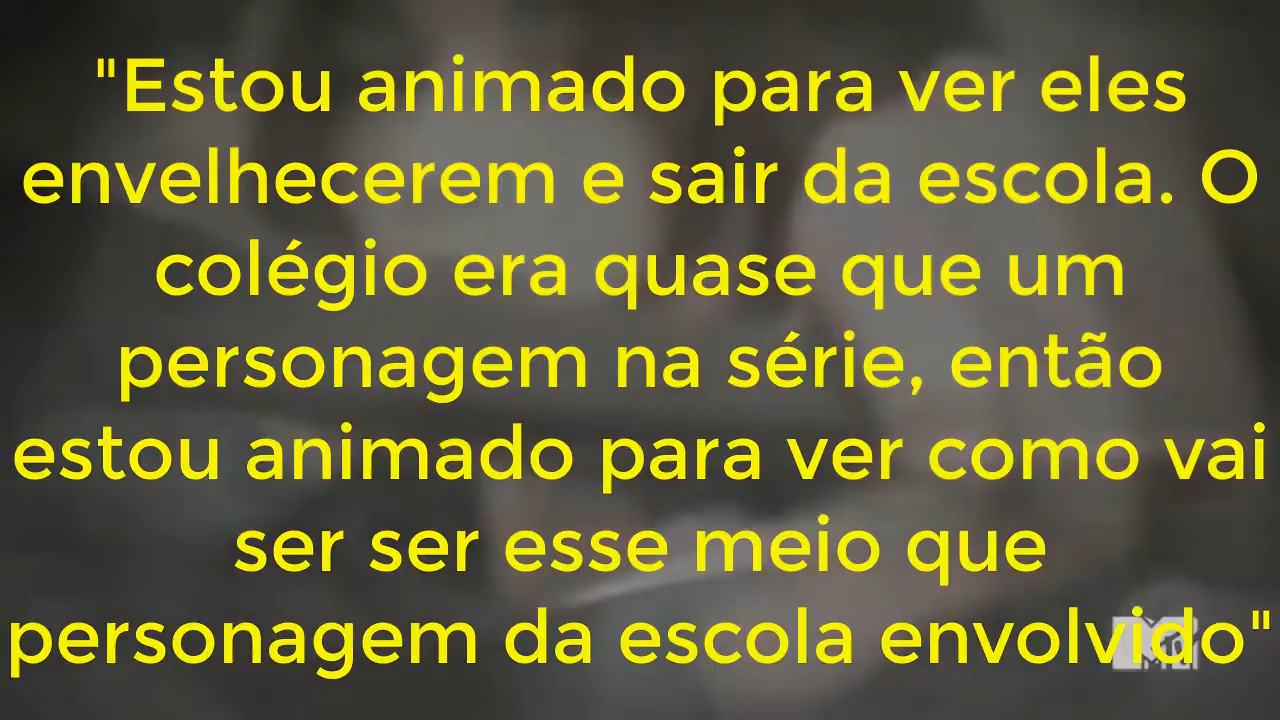 "Estou animado para ver eles
envelhecerem e sair da escola. O
colégio era quase que um
personagem na série, então
estou animado para ver como vai
ser ser esse meio que
personagem da escola envolvido"